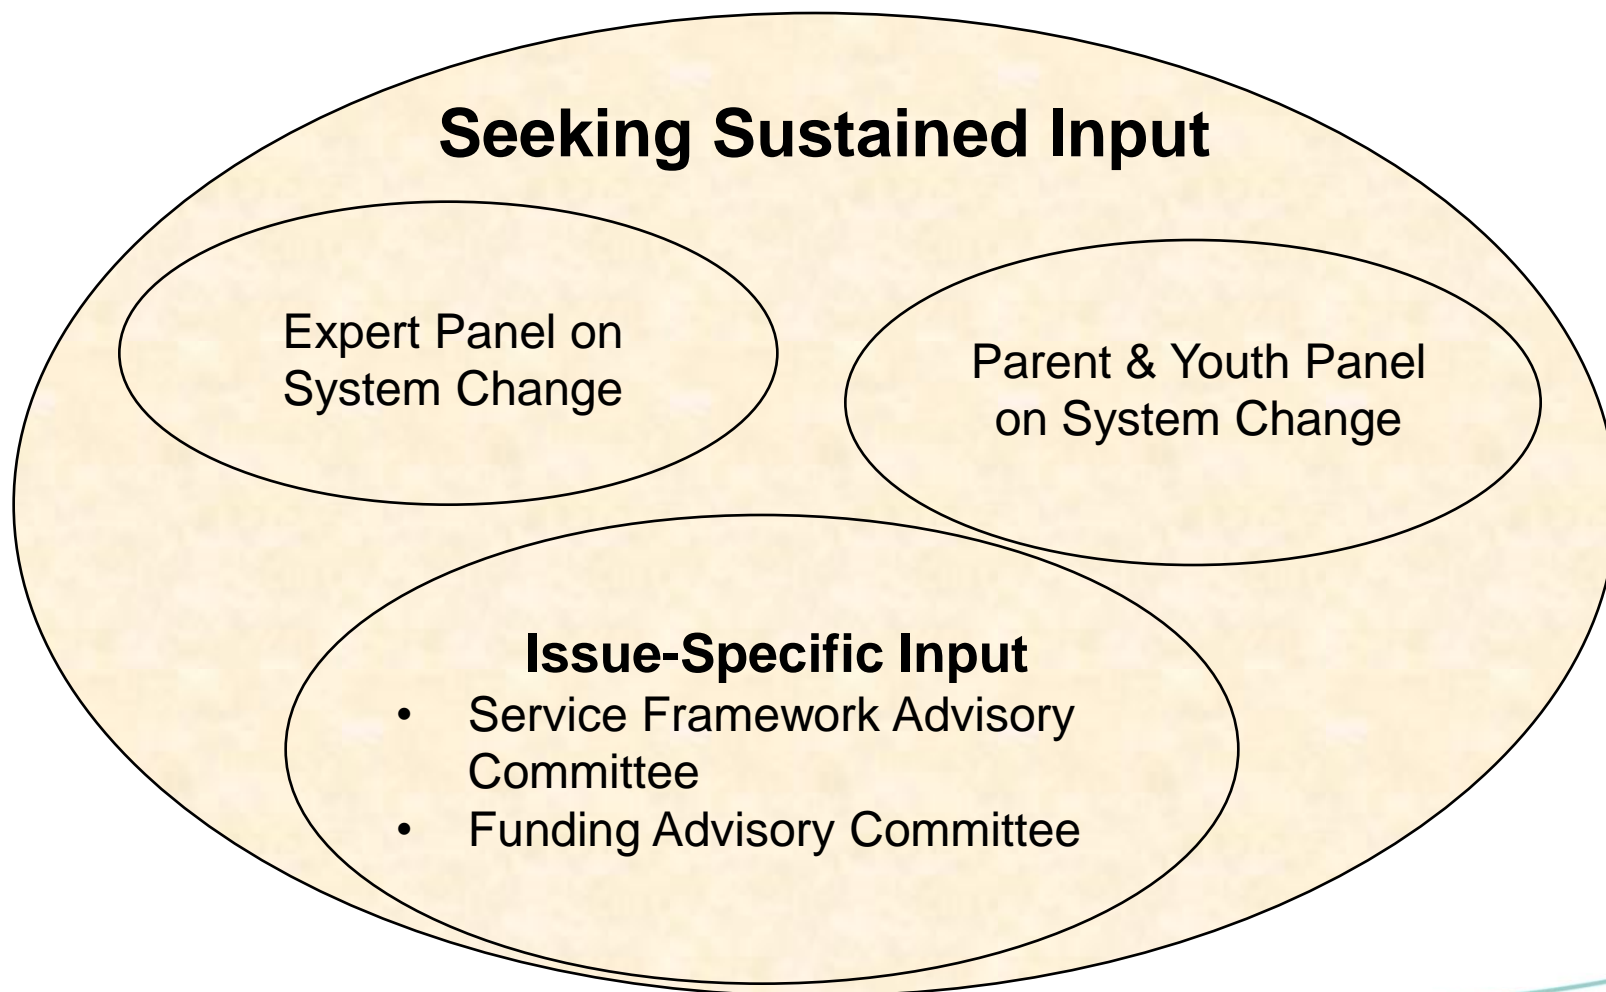 Seeking Sustained Input
Expert Panel on
System Change
Parent & Youth Panel
on System Change
Issue-Specific Input
• Service Framework Advisory
Committee
• Funding Advisory Committee